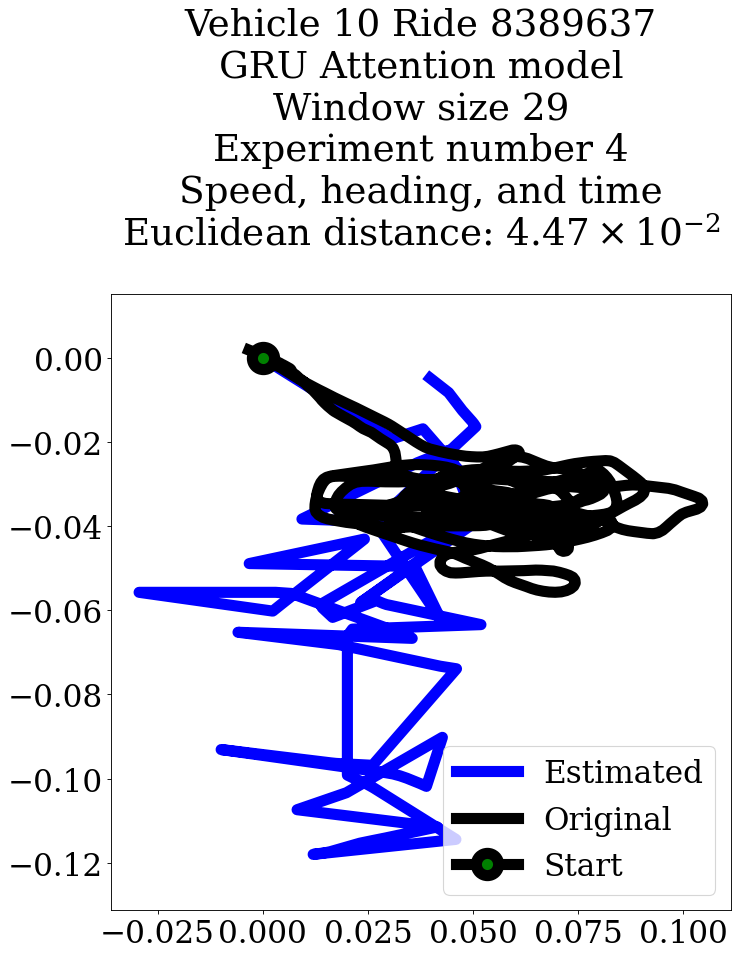 Vehicle 10 Ride 8389637
GRU Attention model
Window size 29
Experiment number 4
Speed, heading, and time
Euclidean distance: 4.47 × 10⁻²
0.00
−0.02
−0.04
−0.06
−0.08
−0.10
−0.12
Estimated
Original
Start
−0.025 0.000 0.025 0.050 0.075 0.100